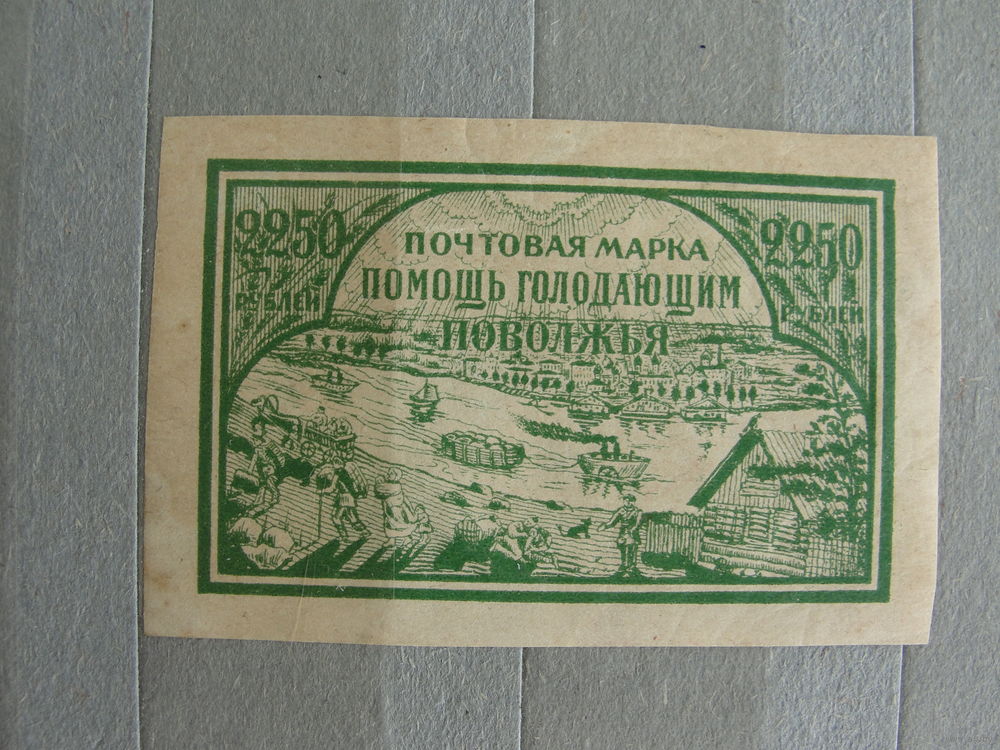 2250
РУБЛЕЙ
ПОЧТОВАЯ МАРКА
ПОМОЩЬ ГОЛОДАЮЩИМ
ПОВОЛЖЬЯ
2250
РУБЛЕЙ